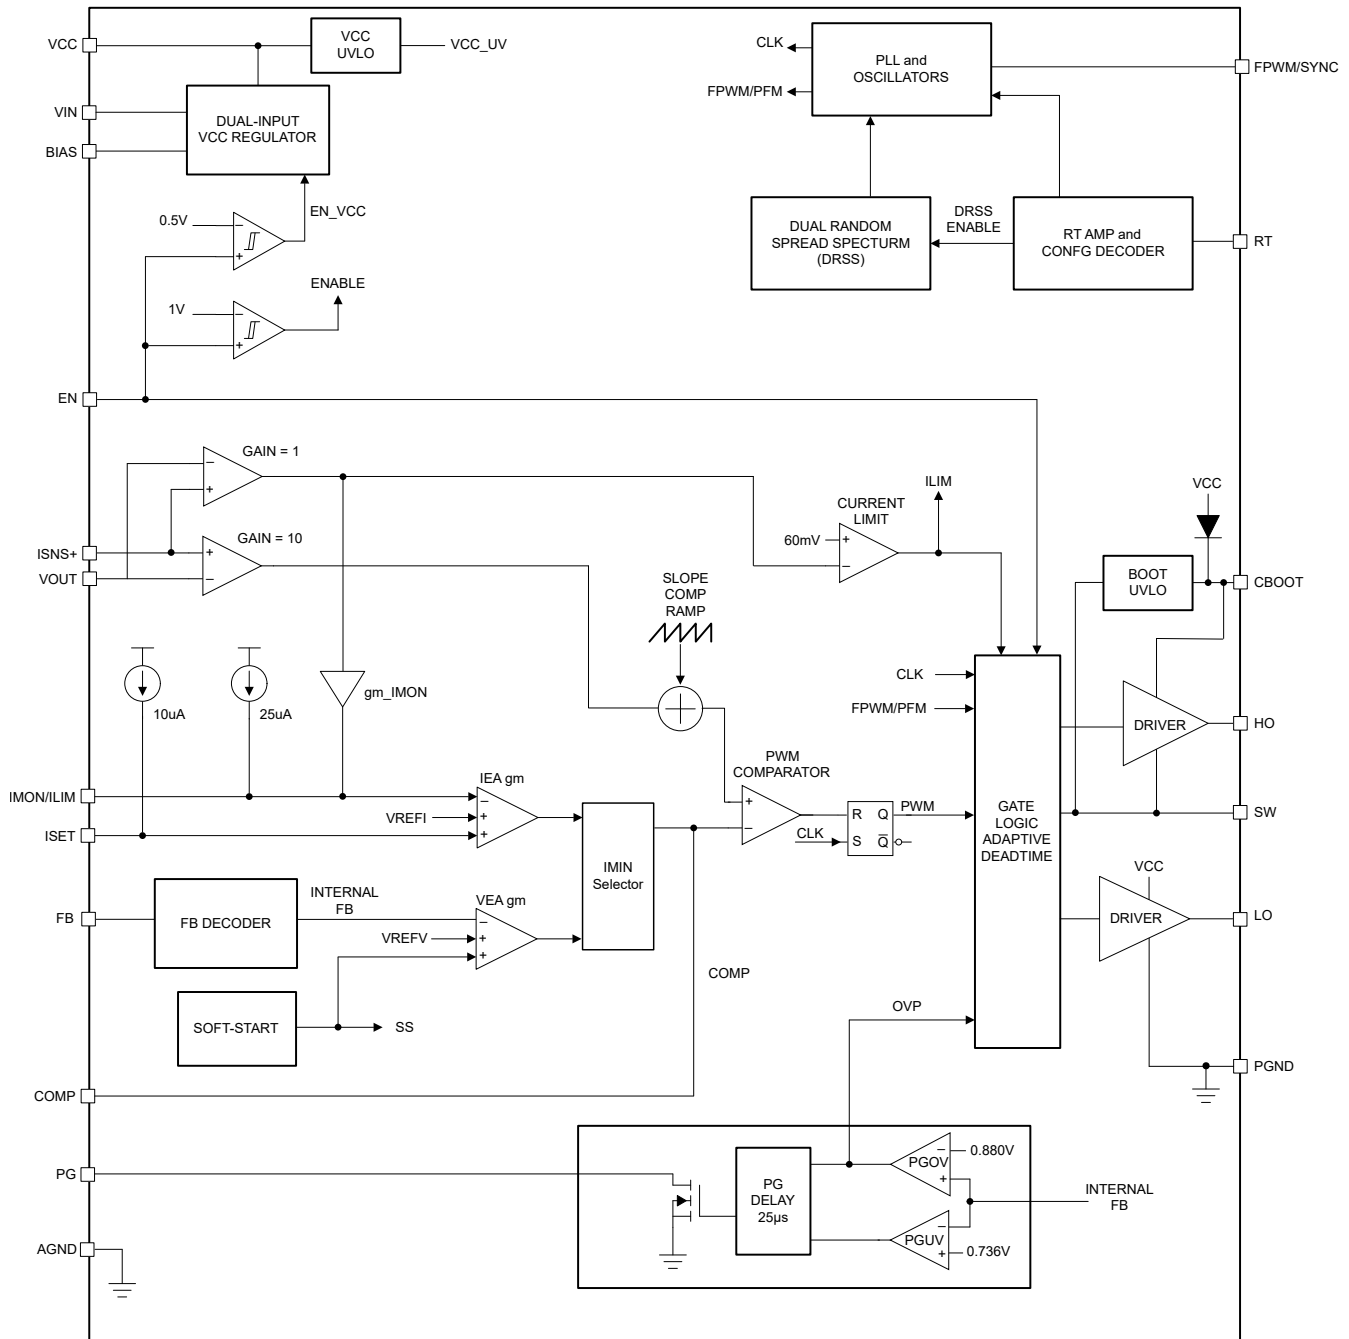 VCC
VCC
UVLO
VCC_UV
CLK
PLL and
OSCILLATORS
FPWM/SYNC
FPWM/PFM
VIN
DUAL-INPUT
VCC REGULATOR
BIAS
EN_VCC
0.5V
−
+
DUAL RANDOM
SPREAD SPECTURM
(DRSS)
DRSS
ENABLE
RT AMP and
CONFG DECODER
RT
ENABLE
1V
−
+
EN
GAIN = 1
−
+
ISNS+
VOUT
GAIN = 10
+
−
CURRENT
LIMIT
ILIM
60mV
+
−
VCC
BOOT
UVLO
CBOOT
SLOPE
COMP
RAMP
10uA
25uA
gm_IMON
CLK
FPWM/PFM
DRIVER
HO
IMON/ILIM
ISET
IEA gm
−
VREFI
+
+
IMIN
Selector
PWM
COMPARATOR
+
−
R
Q
S
Q
CLK
PWM
GATE
LOGIC
ADAPTIVE
DEADTIME
SW
VCC
DRIVER
LO
FB
FB DECODER
INTERNAL
FB
VEA gm
−
VREFV
+
+
SOFT-START
SS
COMP
OVP
PGND
COMP
PG
PG
DELAY
25µs
PGOV
−
+
0.880V
PGUV
−
+
0.736V
INTERNAL
FB
AGND